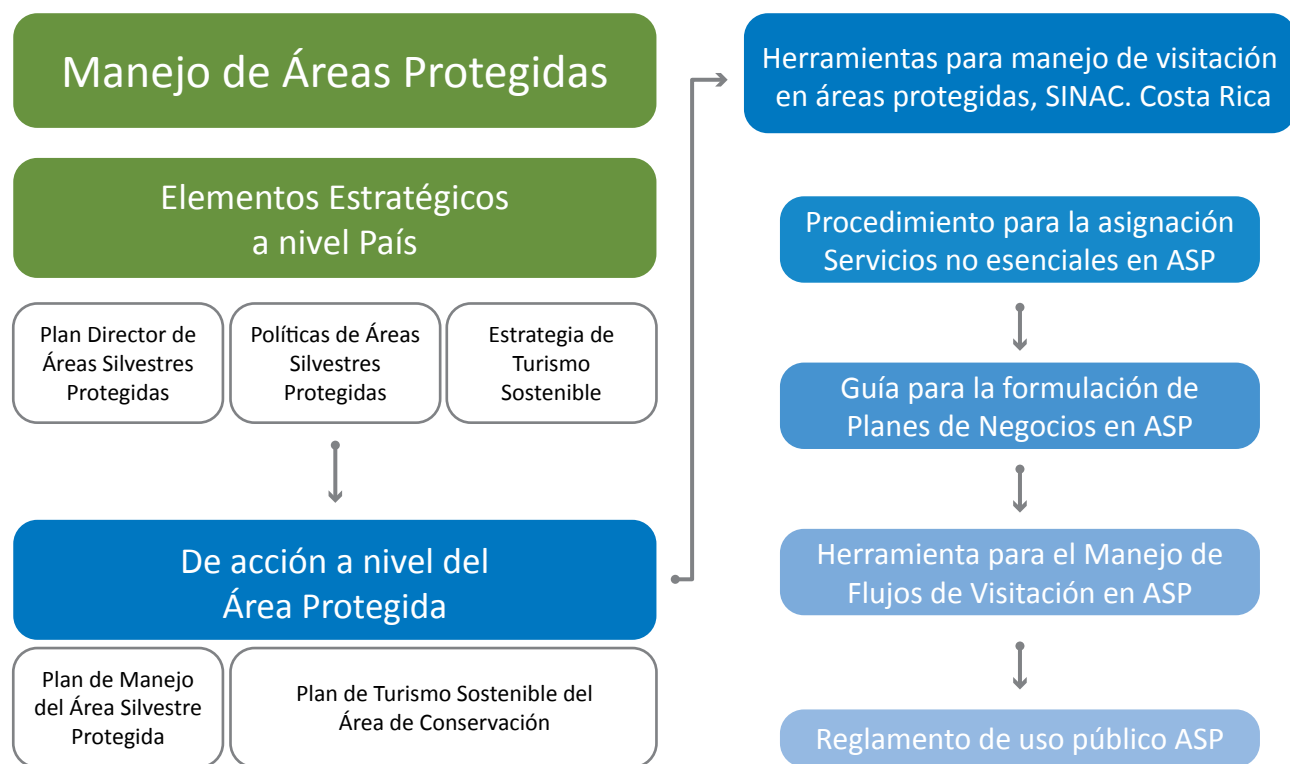 Manejo de Áreas Protegidas
Elementos Estratégicos
a nivel País
Plan Director de
Áreas Silvestres
Protegidas
Políticas de Áreas
Silvestres
Protegidas
Estrategia de
Turismo
Sostenible
De acción a nivel del
Área Protegida
Plan de Manejo
del Área Silvestre
Protegida
Plan de Turismo Sostenible del
Área de Conservación
Herramientas para manejo de visitación
en áreas protegidas, SINAC. Costa Rica
Procedimiento para la asignación
Servicios no esenciales en ASP
Guía para la formulación de
Planes de Negocios en ASP
Herramienta para el Manejo de
Flujos de Visitación en ASP
Reglamento de uso público ASP